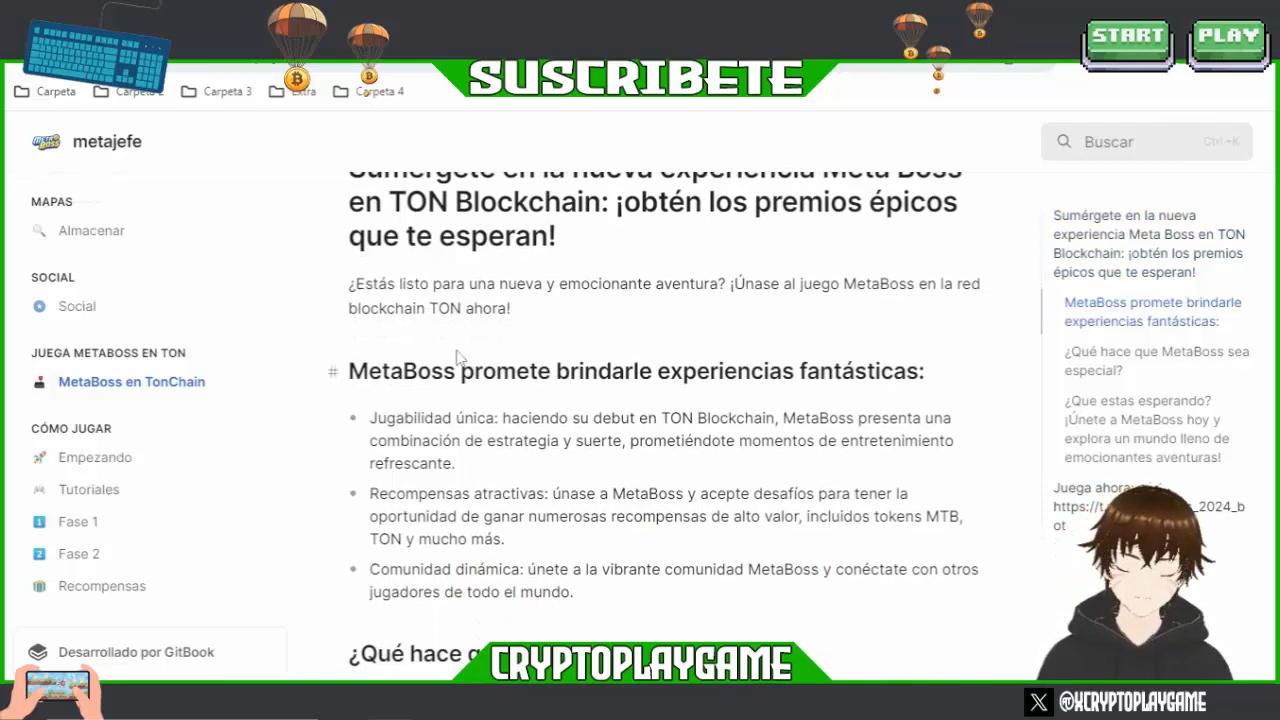 START PLAY
SUSCRIBETE
Carpeta
Carpeta 3
Extra
Carpeta 4
META BOSS
metajefe
Buscar
Ctrl+K
MAPAS
Almacenar
SOCIAL
Social
JUEGA METABOSS EN TON
MetaBoss en TonChain
CÓMO JUGAR
Empezando
Tutoriales
1 Fase 1
2 Fase 2
Recompensas
Desarrollado por GitBook
Sumérgete en la nueva experiencia Meta Boss
en TON Blockchain: ¡obtén los premios épicos
que te esperan!
¿Estás listo para una nueva y emocionante aventura? ¡Únase al juego MetaBoss en la red
blockchain TON ahora!
# MetaBoss promete brindarle experiencias fantásticas:
• Jugabilidad única: haciendo su debut en TON Blockchain, MetaBoss presenta una
combinación de estrategia y suerte, prometiéndote momentos de entretenimiento
refrescante.
• Recompensas atractivas: únase a MetaBoss y acepte desafíos para tener la
oportunidad de ganar numerosas recompensas de alto valor, incluidos tokens MTB,
TON y mucho más.
• Comunidad dinámica: únete a la vibrante comunidad MetaBoss y conéctate con otros
jugadores de todo el mundo.
¿Qué hace
Sumérgete en la nueva
experiencia Meta Boss en TON
Blockchain: ¡obtén los premios
épicos que te esperan!
MetaBoss promete brindarle
experiencias fantásticas:
¿Qué hace que MetaBoss sea
especial?
¿Que estas esperando?
¡Únete a MetaBoss hoy y
explora un mundo lleno de
emocionantes aventuras!
Juega ahora:
https://t.
_2024_b
ot
CRYPTOPLAYGAME
X @XCRYPTOPLAYGAME